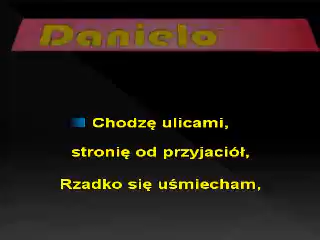 Danielo
Chodzę ulicami,
stronię od przyjaciół,
Rzadko się uśmiecham,